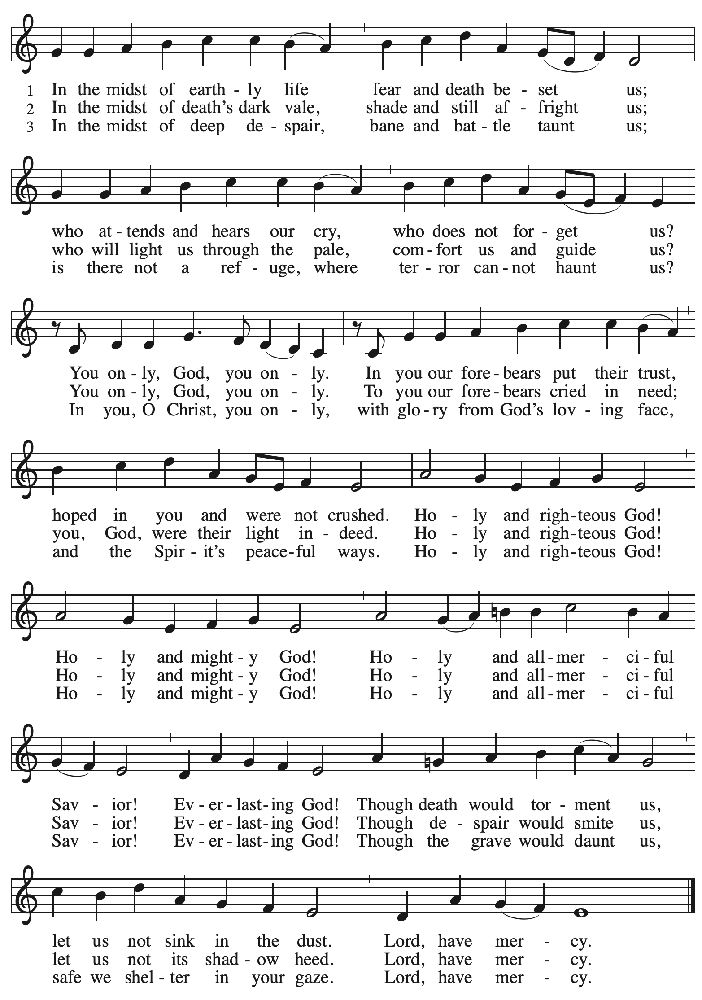 1 In the midst of earth - ly life fear and death be - set us;
2 In the midst of death's dark vale, shade and still af - fright us;
3 In the midst of deep de - spair, bane and bat - tle taunt us;
who at - tends and hears our cry, who does not for - get us?
who will light us through the pale, com - fort us and guide us?
is there not a ref - uge, where ter - ror can - not haunt us?
You on - ly, God, you on - ly. In you our fore - bears put their trust,
You on - ly, God, you on - ly. To you our fore - bears cried in need;
In you, O Christ, you on - ly, with glo - ry from God's lov - ing face,
hoped in you and were not crushed. Ho - ly and righ - teous God!
you, God, were their light in - deed. Ho - ly and righ - teous God!
and the Spir - it's peace - ful ways. Ho - ly and righ - teous God!
Ho - ly and might - y God! Ho - ly and all - mer - ci - ful
Ho - ly and might - y God! Ho - ly and all - mer - ci - ful
Ho - ly and might - y God! Ho - ly and all - mer - ci - ful
Sav - ior! Ev - er - last - ing God! Though death would tor - ment us,
Sav - ior! Ev - er - last - ing God! Though de - spair would smite us,
Sav - ior! Ev - er - last - ing God! Though the grave would daunt us,
let us not sink in the dust. Lord, have mer - cy.
let us not its shad - ow heed. Lord, have mer - cy.
safe we shel - ter in your gaze. Lord, have mer - cy.